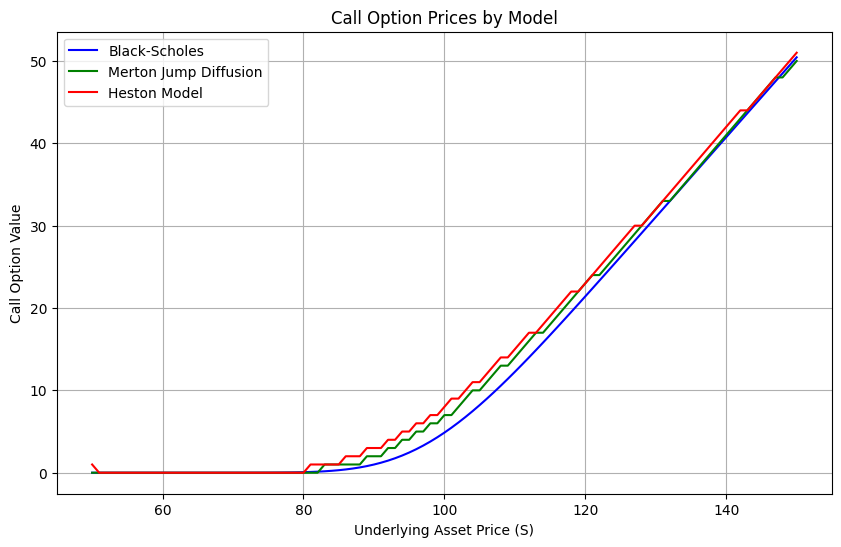 Call Option Prices by Model
Black-Scholes
Merton Jump Diffusion
Heston Model
Call Option Value
50
40
30
20
10
0
60
80
100
120
140
Underlying Asset Price (S)